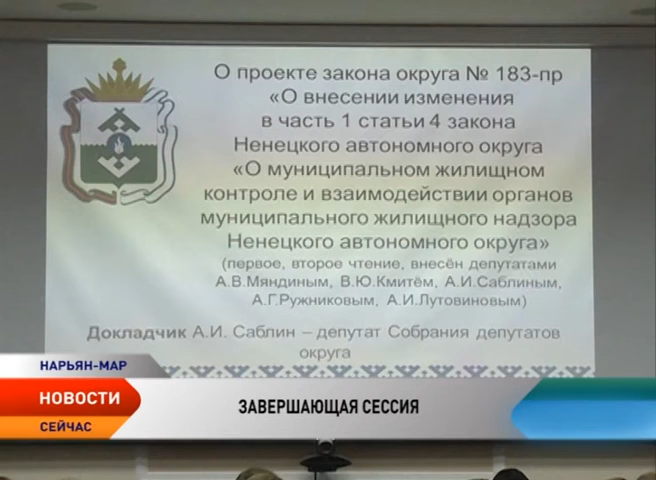 О проекте закона округа № 183-пр
«О внесении изменения
в часть 1 статьи 4 закона
Ненецкого автономного округа
«О муниципальном жилищном
контроле и взаимодействии органов
муниципального жилищного надзора
Ненецкого автономного округа»
(первое, второе чтение, внесён депутатами
А.В.Мяндиным, В.Ю.Кмитём, А.И.Саблиным,
А.Г.Ружниковым, А.И.Лутовиновым)
Докладчик А.И. Саблин – депутат Собрания депутатов
округа
НАРЬЯН-МАР
НОВОСТИ
СЕЙЧАС
ЗАВЕРШАЮЩАЯ СЕССИЯ